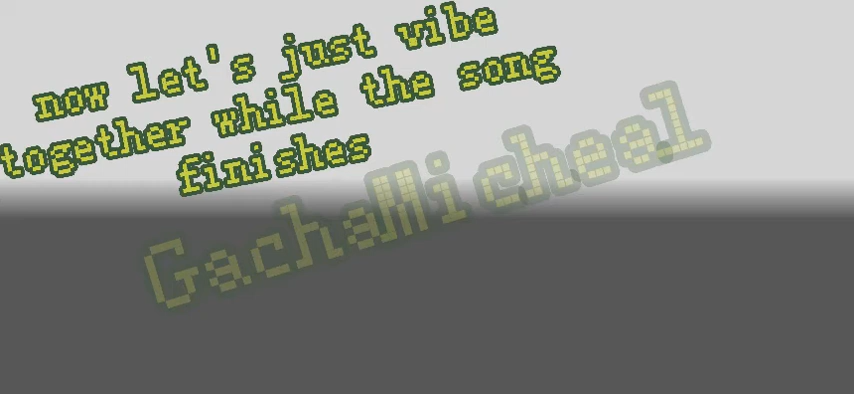 now let's just vibe
together while the song
finishes
GachaMicheal